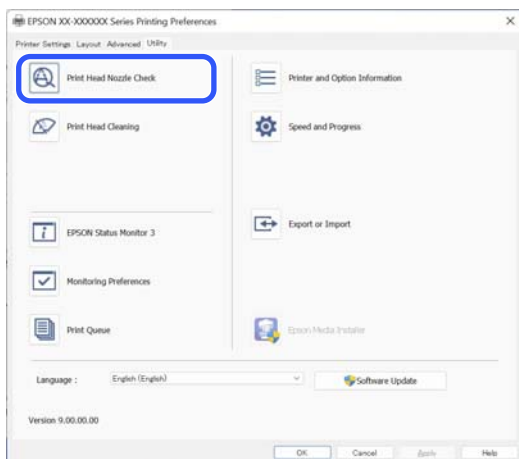 EPSON XX-XXXXXX Series Printing Preferences
Printer Settings Layout Advanced Utility
Print Head Nozzle Check
Printer and Option Information
Print Head Cleaning
Speed and Progress
EPSON Status Monitor 3
Export or Import
Monitoring Preferences
Print Queue
Epson Media Installer
Language :
English (English)
Software Update
Version 9.00.00.00
OK
Cancel
Apply
Help